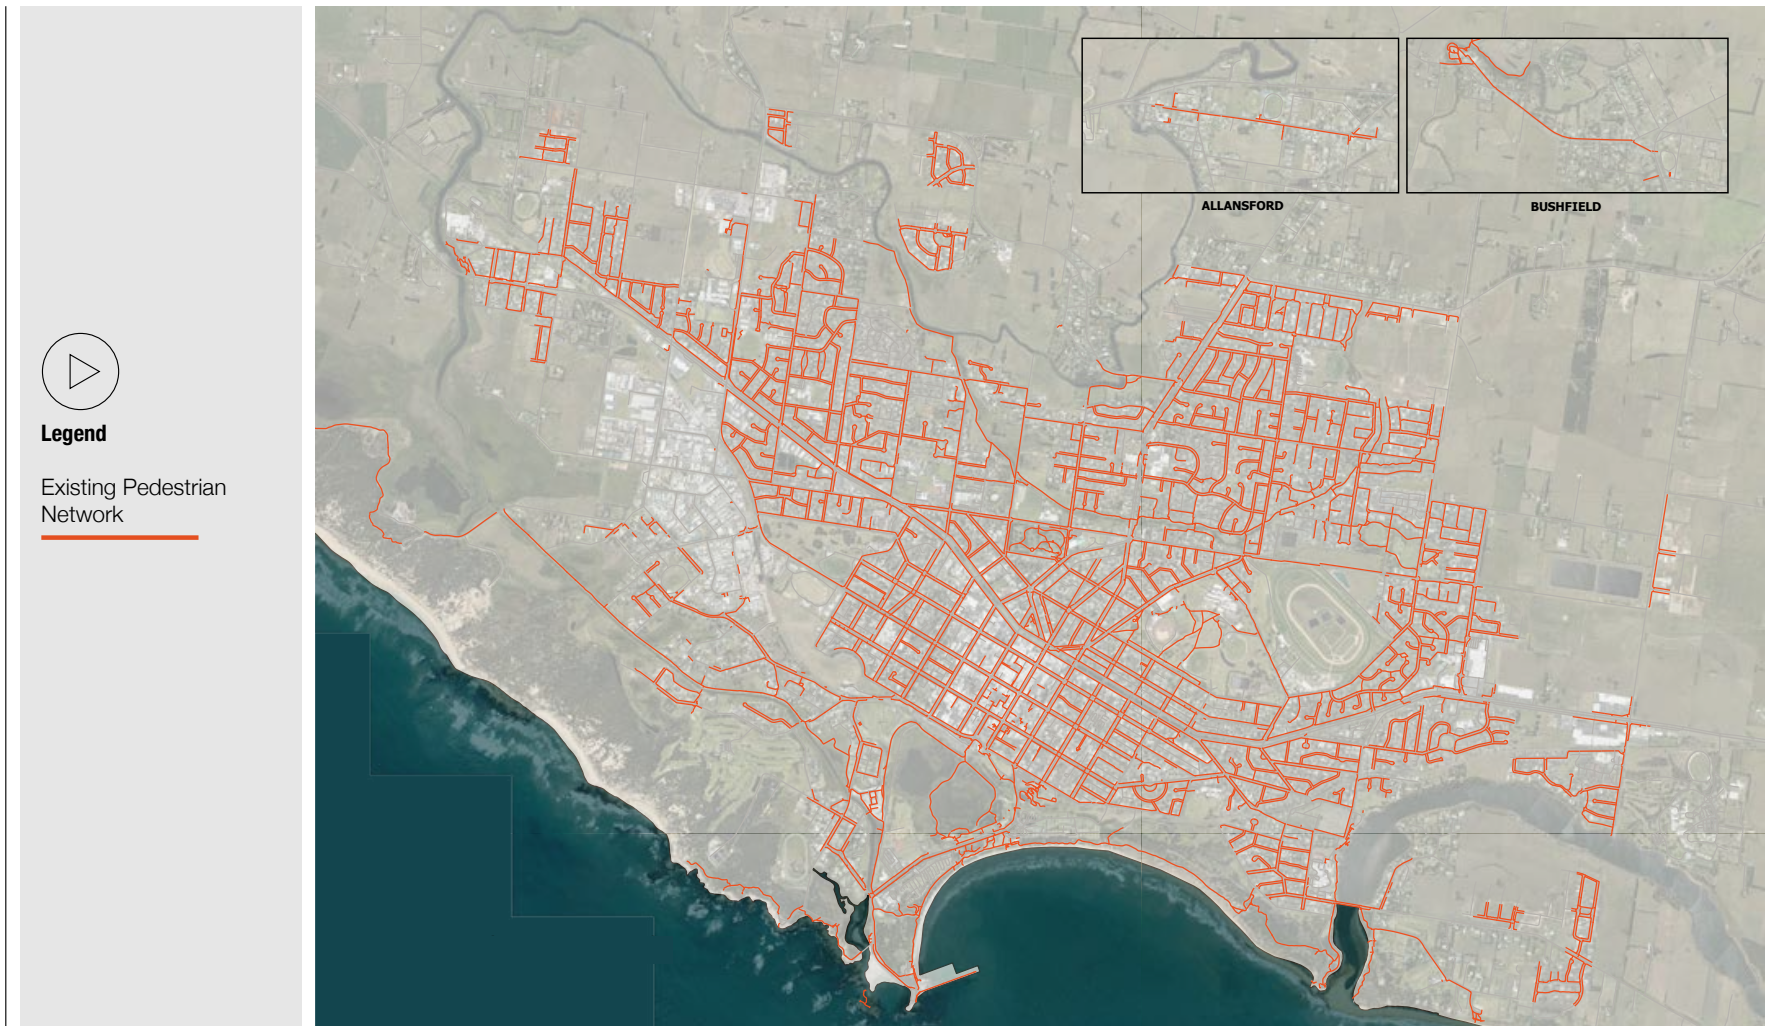 Legend
Existing Pedestrian
Network
ALLANSFORD
BUSHFIELD